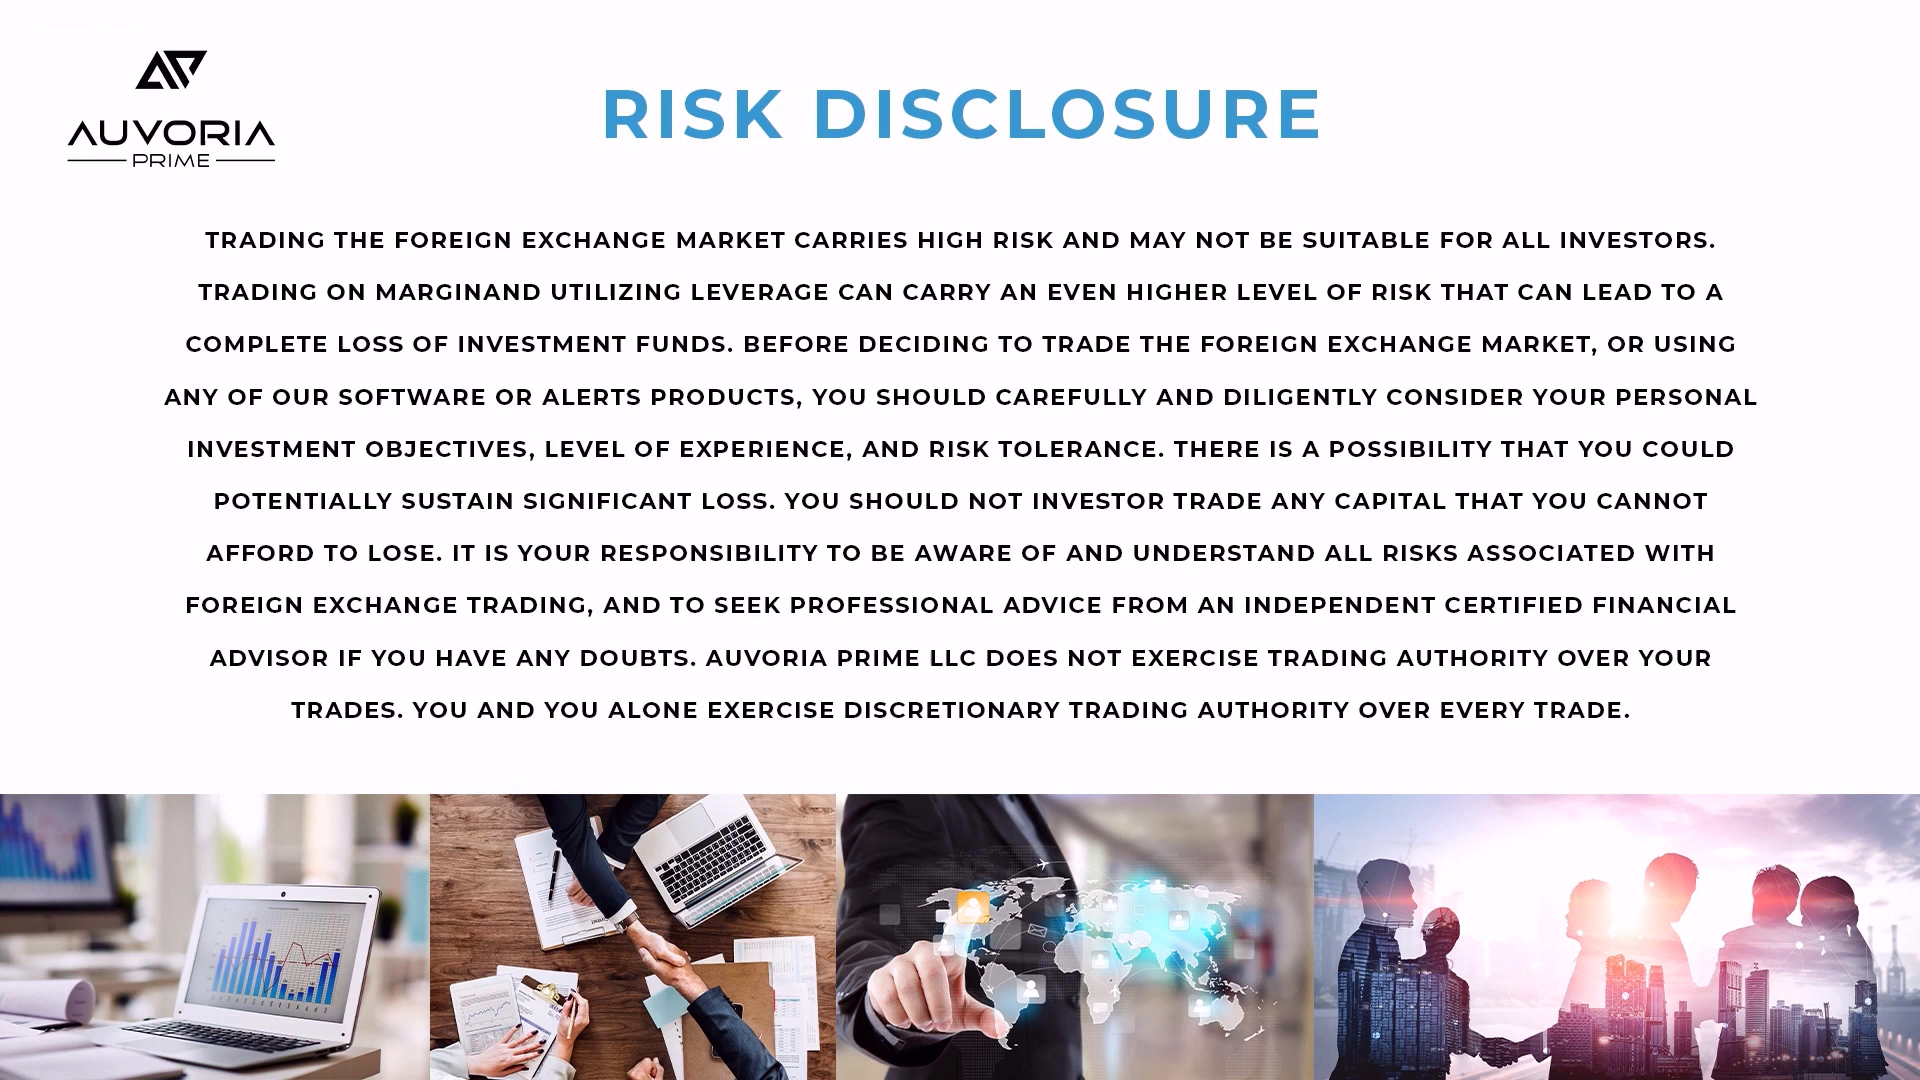 AUVORIA
PRIME
RISK DISCLOSURE
TRADING THE FOREIGN EXCHANGE MARKET CARRIES HIGH RISK AND MAY NOT BE SUITABLE FOR ALL INVESTORS.
TRADING ON MARGINAND UTILIZING LEVERAGE CAN CARRY AN EVEN HIGHER LEVEL OF RISK THAT CAN LEAD TO A
COMPLETE LOSS OF INVESTMENT FUNDS. BEFORE DECIDING TO TRADE THE FOREIGN EXCHANGE MARKET, OR USING
ANY OF OUR SOFTWARE OR ALERTS PRODUCTS, YOU SHOULD CAREFULLY AND DILIGENTLY CONSIDER YOUR PERSONAL
INVESTMENT OBJECTIVES, LEVEL OF EXPERIENCE, AND RISK TOLERANCE. THERE IS A POSSIBILITY THAT YOU COULD
POTENTIALLY SUSTAIN SIGNIFICANT LOSS. YOU SHOULD NOT INVESTOR TRADE ANY CAPITAL THAT YOU CANNOT
AFFORD TO LOSE. IT IS YOUR RESPONSIBILITY TO BE AWARE OF AND UNDERSTAND ALL RISKS ASSOCIATED WITH
FOREIGN EXCHANGE TRADING, AND TO SEEK PROFESSIONAL ADVICE FROM AN INDEPENDENT CERTIFIED FINANCIAL
ADVISOR IF YOU HAVE ANY DOUBTS. AUVORIA PRIME LLC DOES NOT EXERCISE TRADING AUTHORITY OVER YOUR
TRADES. YOU AND YOU ALONE EXERCISE DISCRETIONARY TRADING AUTHORITY OVER EVERY TRADE.